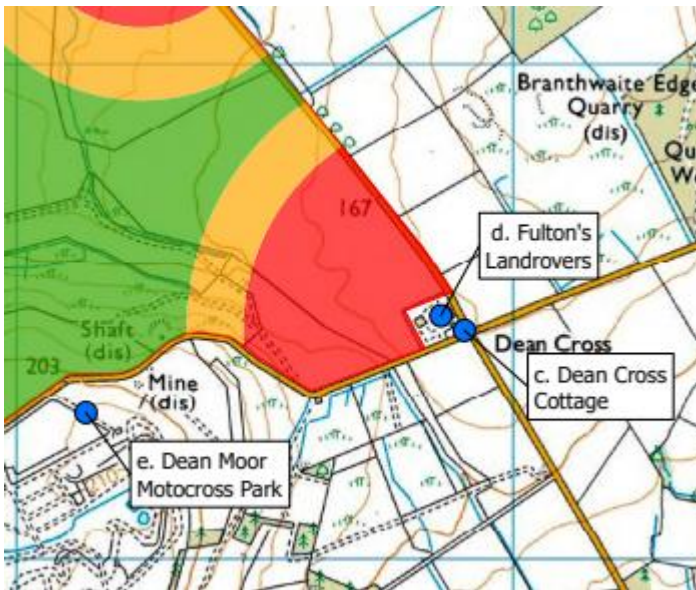 Branthwaite Edge
Quarry
(dis)
Qu
W
167
d. Fulton's
Landrovers
Dean Cross
c. Dean Cross
Cottage
Shaft
(dis)
203
Mine
(dis)
e. Dean Moor
Motocross Park